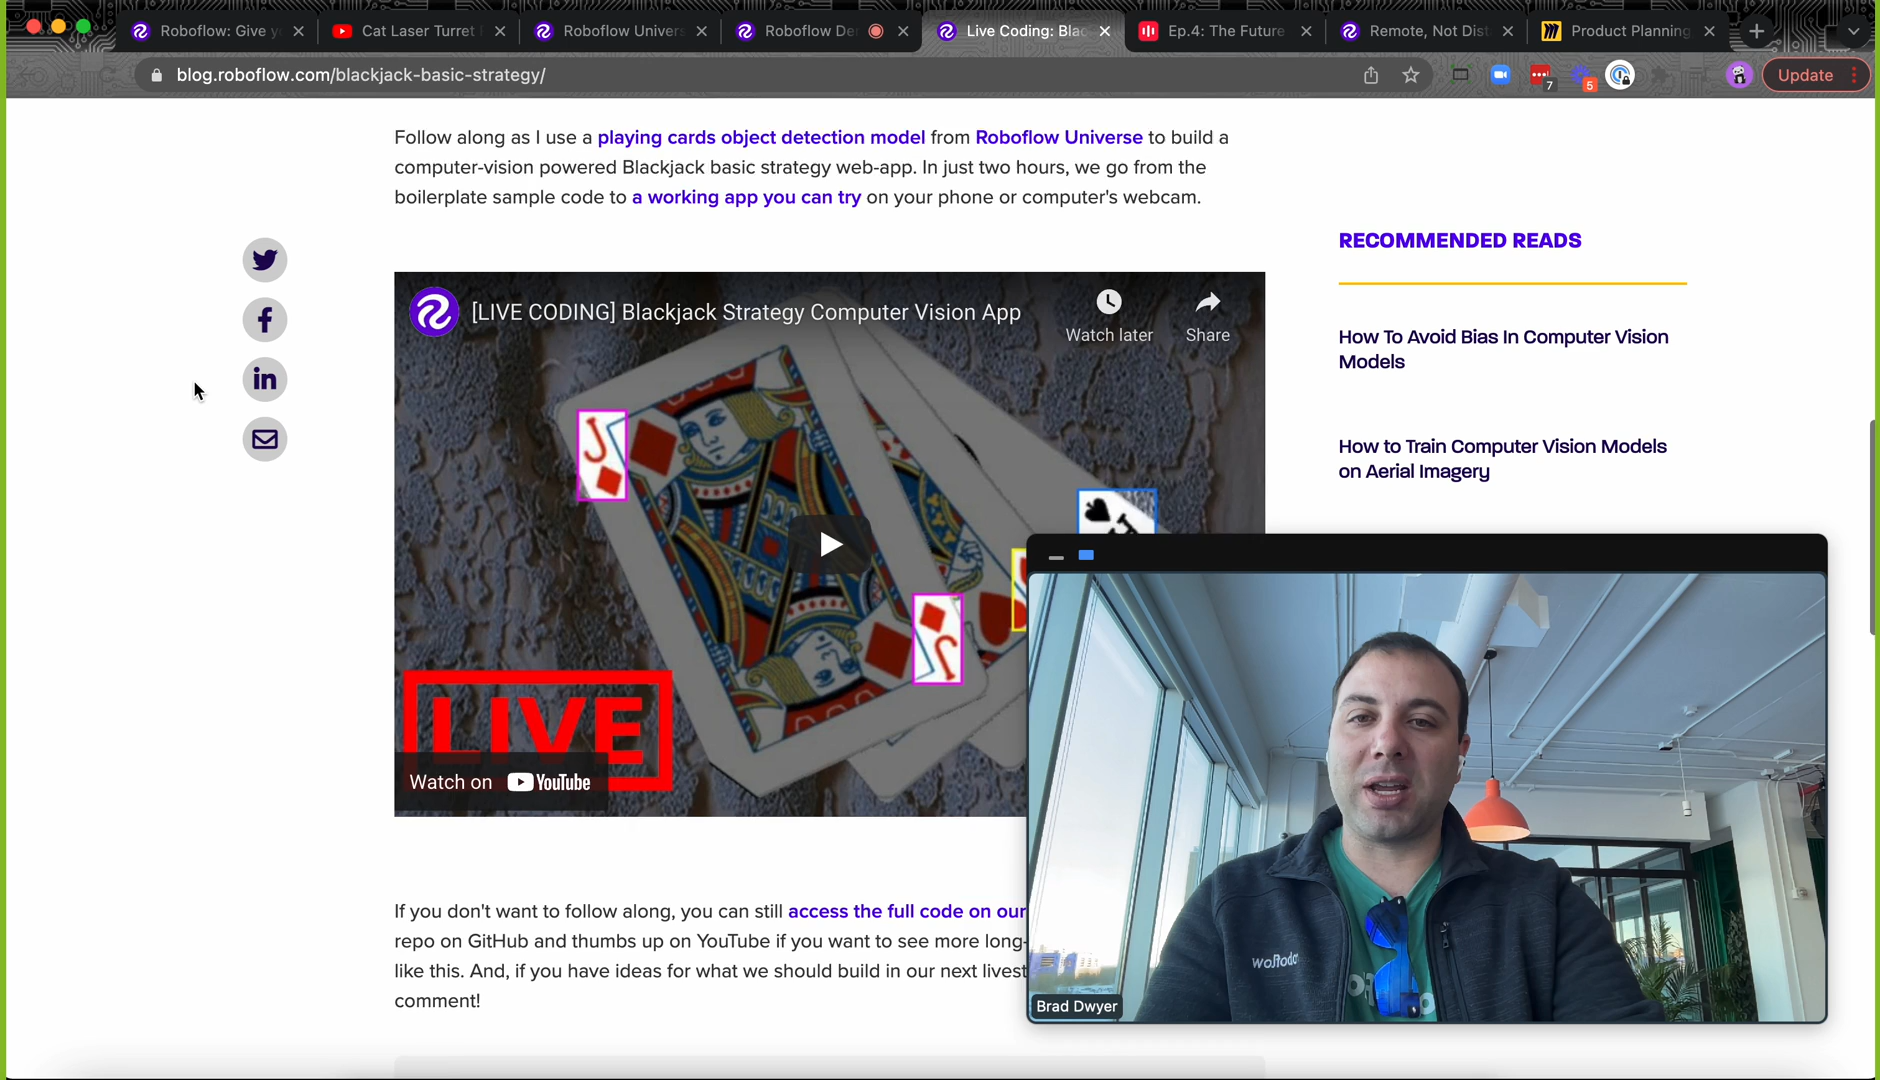 Roboflow: Give y
Cat Laser Turret
Roboflow Univers
Roboflow De
Live Coding: Blac
Ep.4: The Future
Remote, Not Dist
Product Planning
blog.roboflow.com/blackjack-basic-strategy/
7
5
Update
Follow along as I use a playing cards object detection model from Roboflow Universe to build a
computer-vision powered Blackjack basic strategy web-app. In just two hours, we go from the
boilerplate sample code to a working app you can try on your phone or computer's webcam.
RECOMMENDED READS
How To Avoid Bias In Computer Vision
Models
How to Train Computer Vision Models
on Aerial Imagery
[LIVE CODING] Blackjack Strategy Computer Vision App
Watch later
Share
J
J
LIVE
Watch on YouTube
If you don't want to follow along, you can still access the full code on our
repo on GitHub and thumbs up on YouTube if you want to see more long-
like this. And, if you have ideas for what we should build in our next livest
comment!
Brad Dwyer